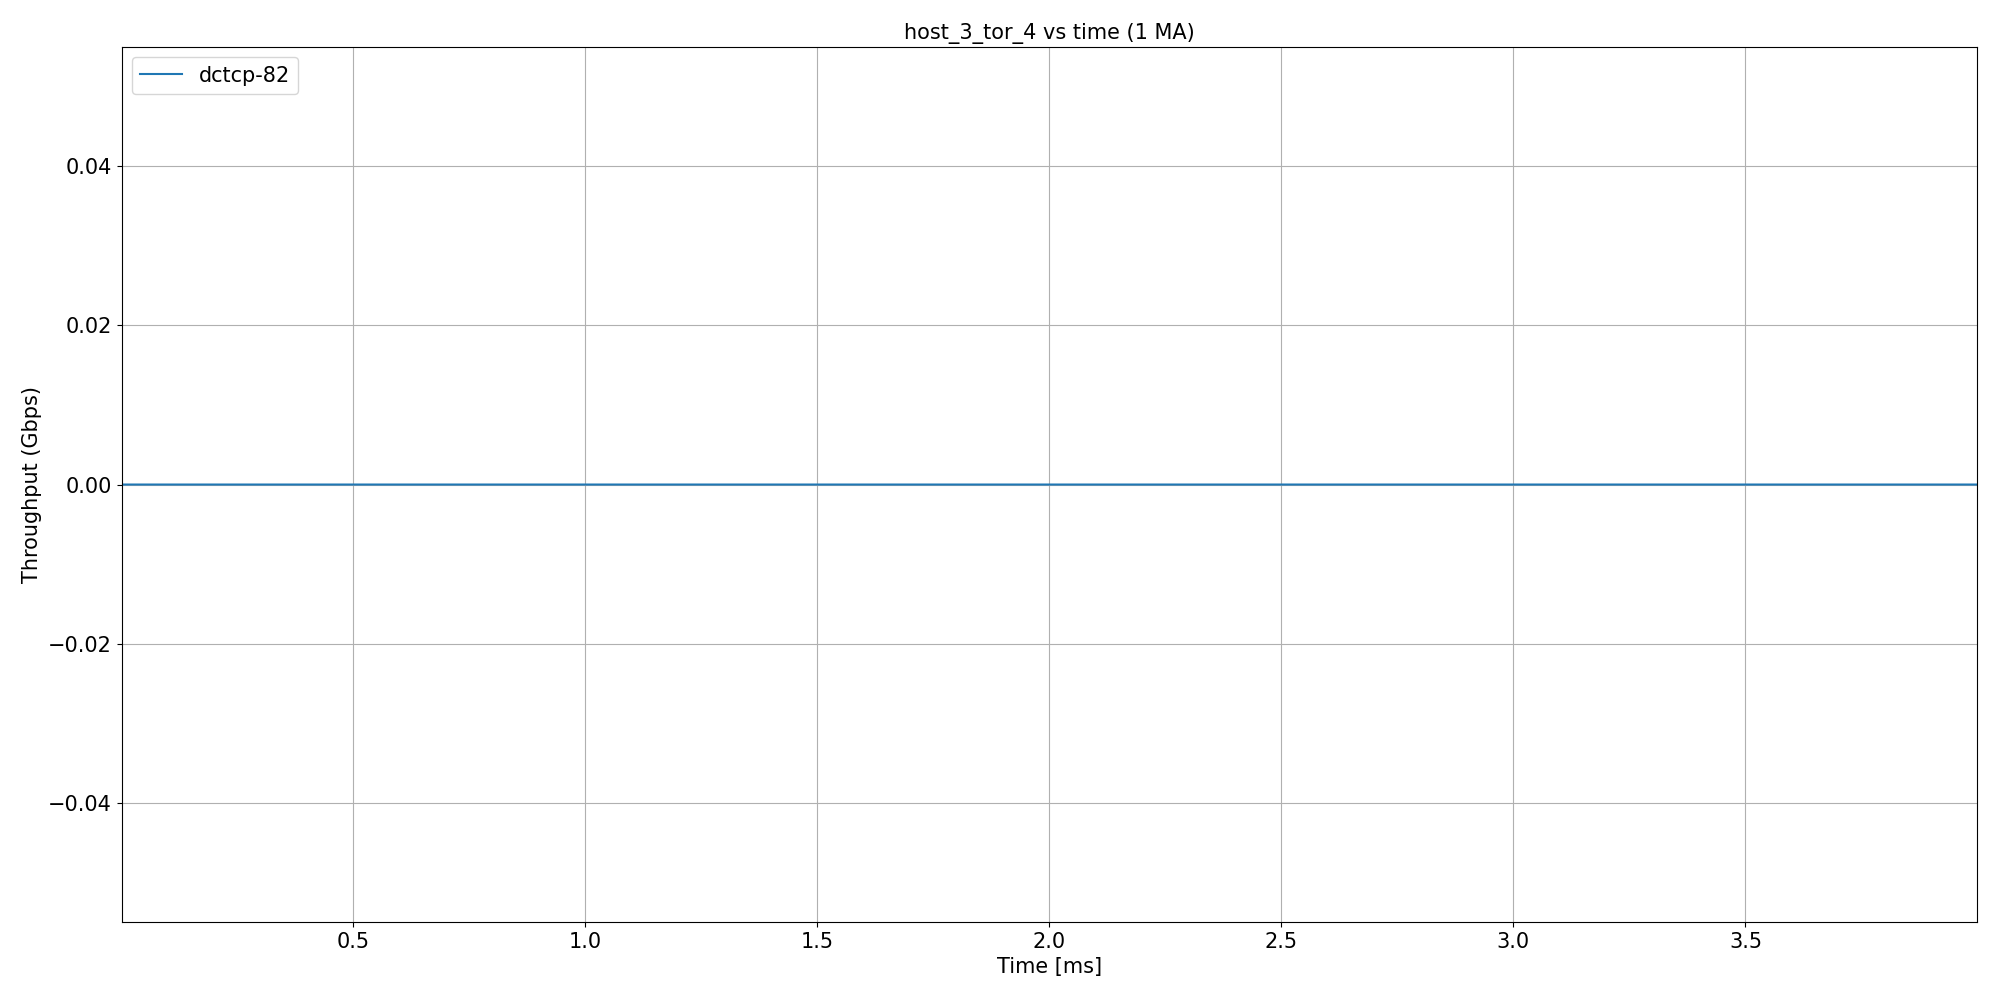 host_3_tor_4 vs time (1 MA)
dctcp-82
Throughput (Gbps)
0.04
0.02
0.00
−0.02
−0.04
0.5 1.0 1.5 2.0 2.5 3.0 3.5
Time [ms]